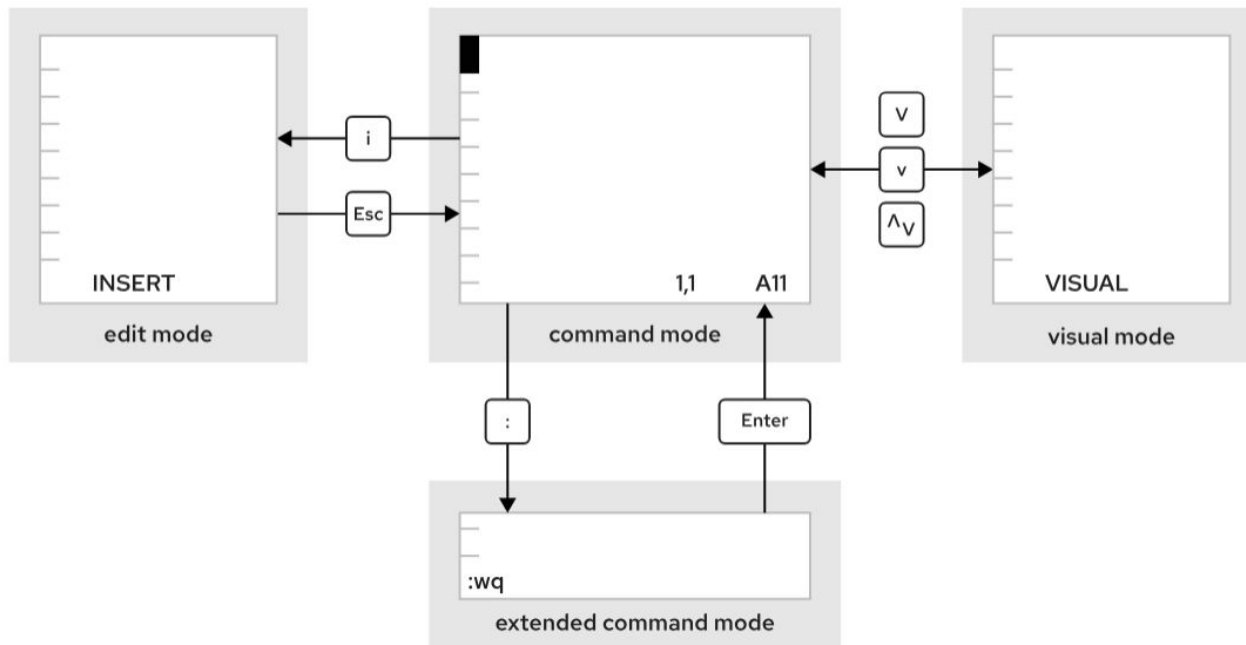 i
Esc
INSERT
edit mode
1,1 A11
command mode
V
v
^V
VISUAL
visual mode
:
Enter
:wq
extended command mode